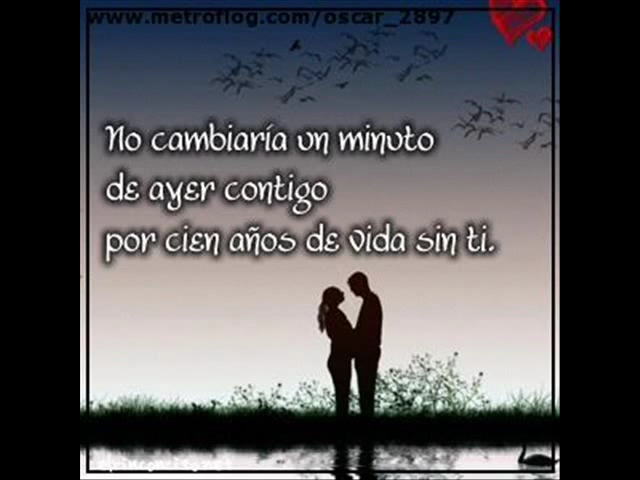 www.metroflog.com/oscar_2897
No cambiaría un minuto
de ayer contigo
por cien años de vida sin ti.